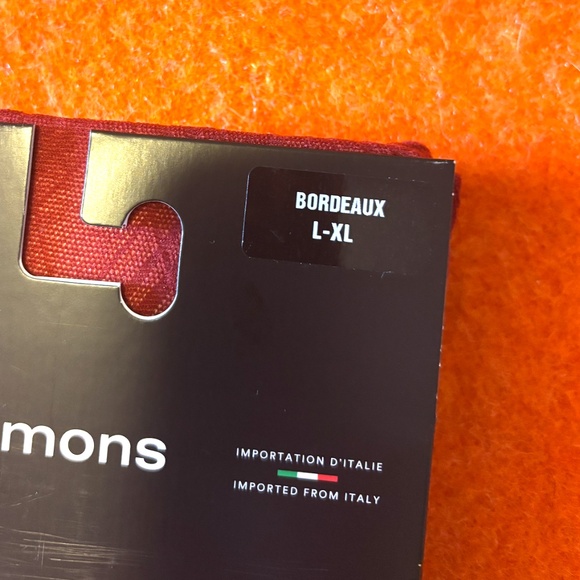 BORDEAUX
L-XL
mons
IMPORTATION D'ITALIE
IMPORTED FROM ITALY